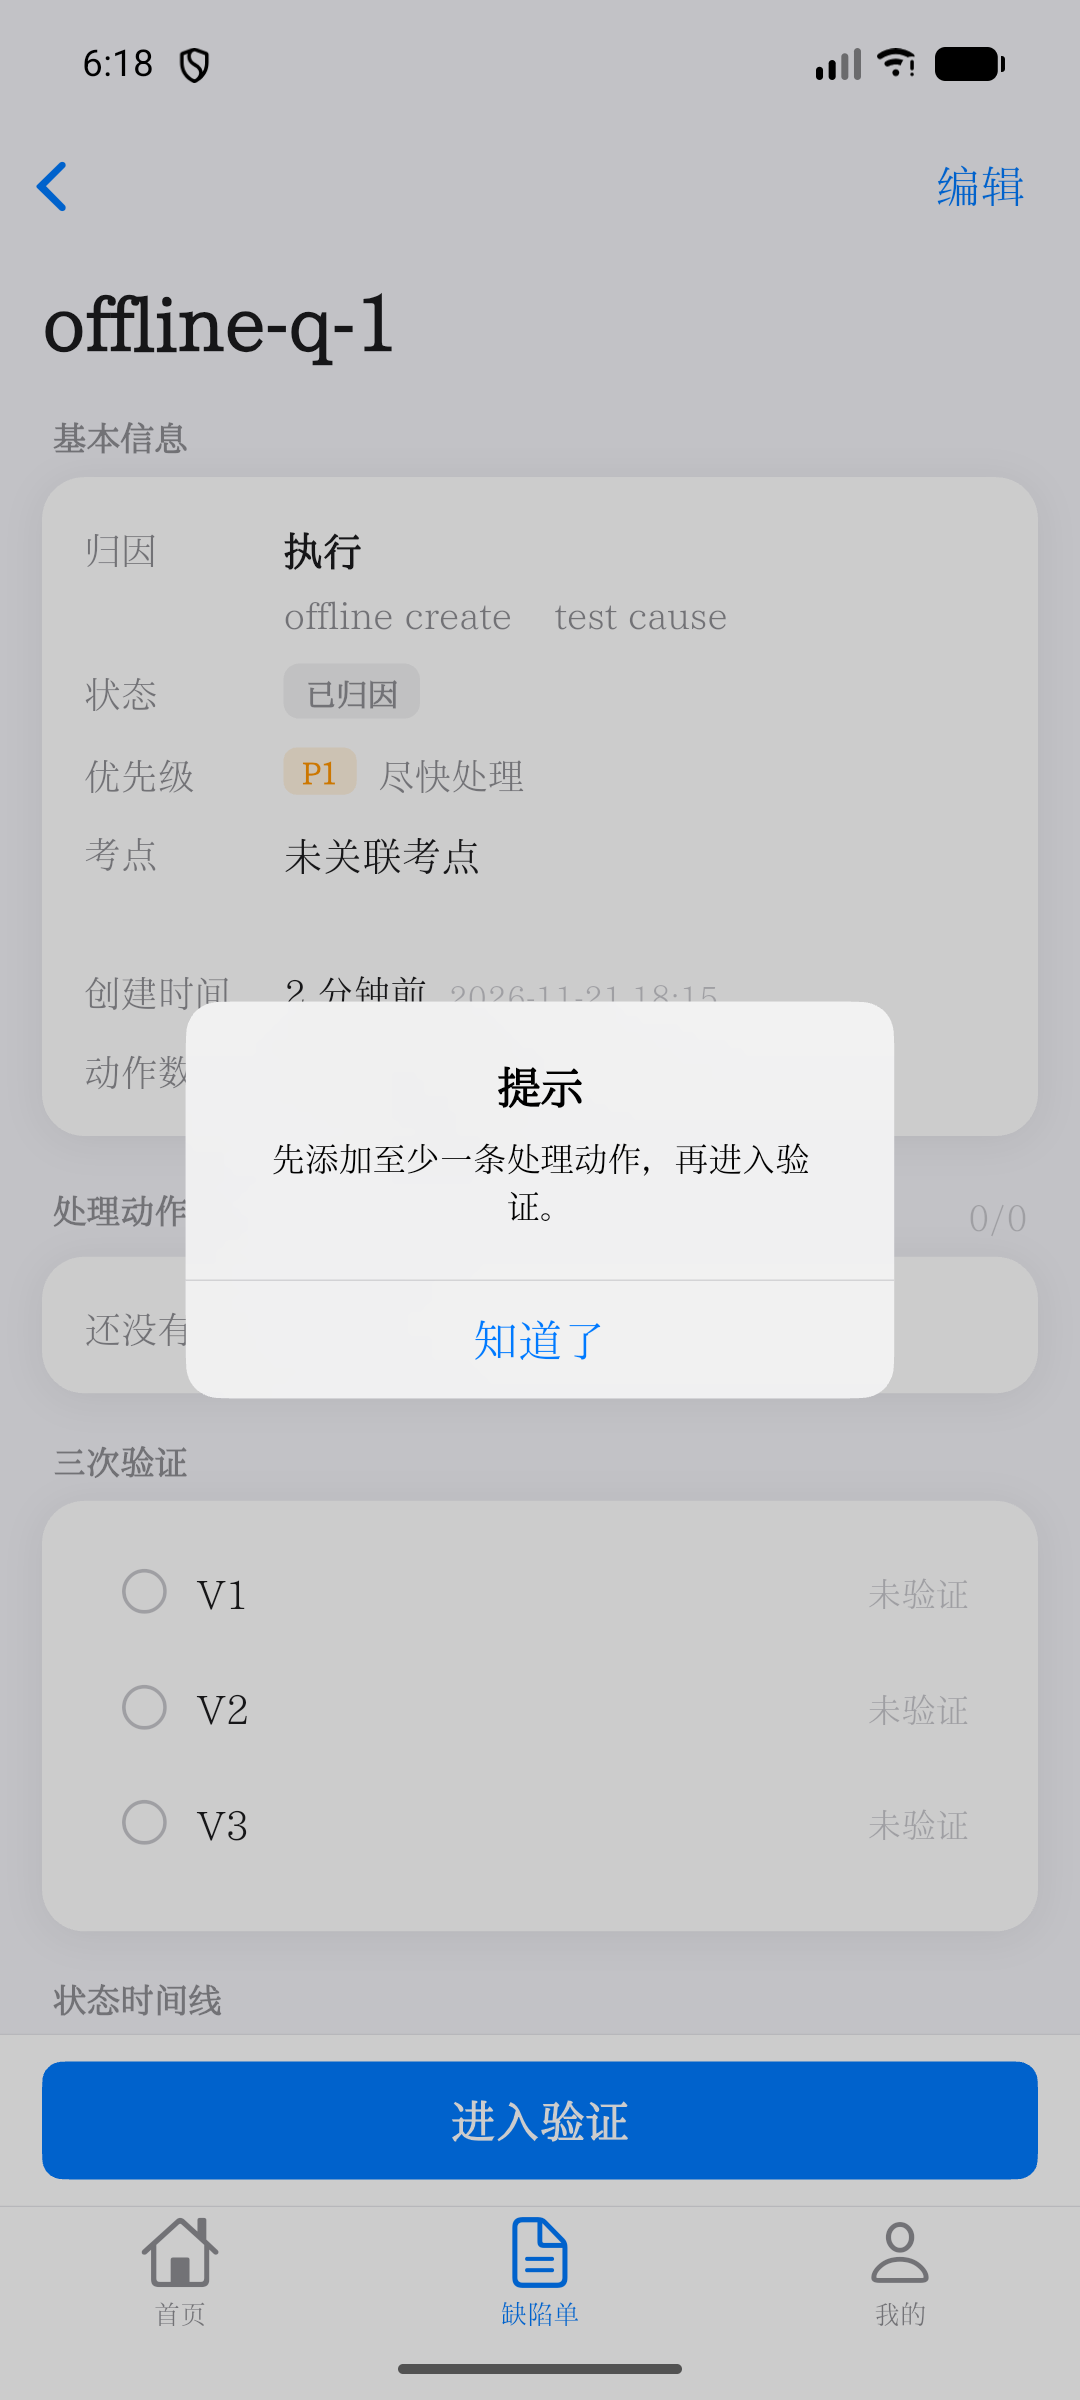 6:18
编辑
offline-q-1
基本信息
归因 执行
offline create test cause
状态 已归因
优先级 P1 尽快处理
考点 未关联考点
创建时间 2 分钟前 2026-11-21 18:15
动作数
提示
先添加至少一条处理动作，再进入验
证。
知道了
处理动作 0/0
还没有
三次验证
V1 未验证
V2 未验证
V3 未验证
状态时间线
进入验证
首页 缺陷单 我的